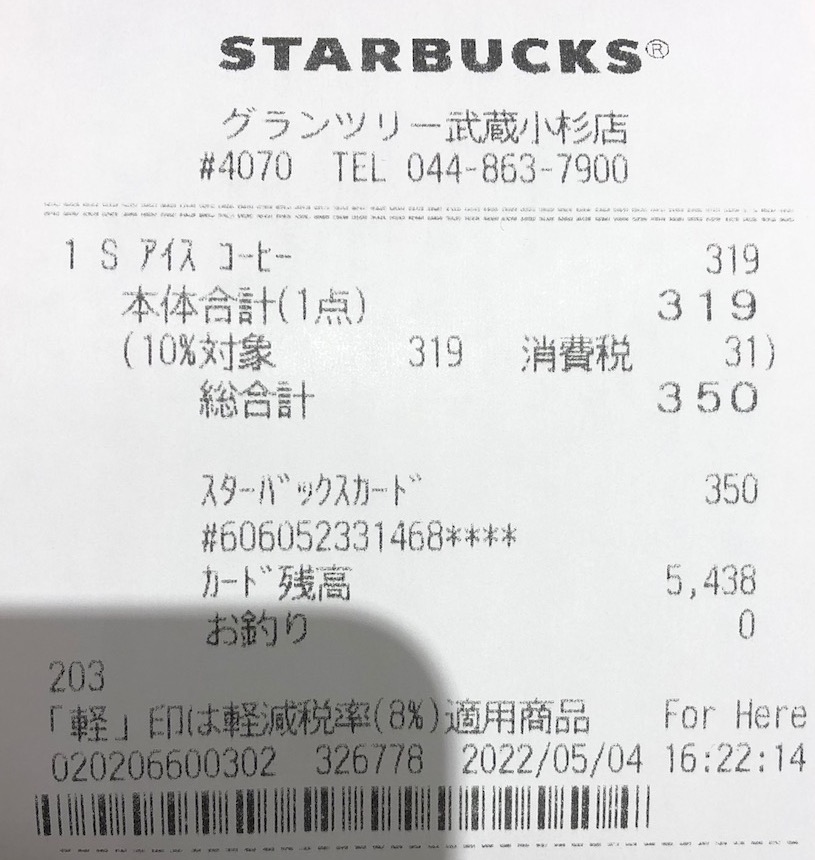 STARBUCKS®
グランツリー武蔵小杉店
#4070 TEL 044-863-7900
1 S アイス コーヒー 319
本体合計(1点) 319
(10%対象 319 消費税 31)
総合計 350
スターバックスカード 350
#606052331468****
カード残高 5,438
お釣り 0
203
「軽」印は軽減税率(8%)適用商品 For Here
020206600302 326778 2022/05/04 16:22:14